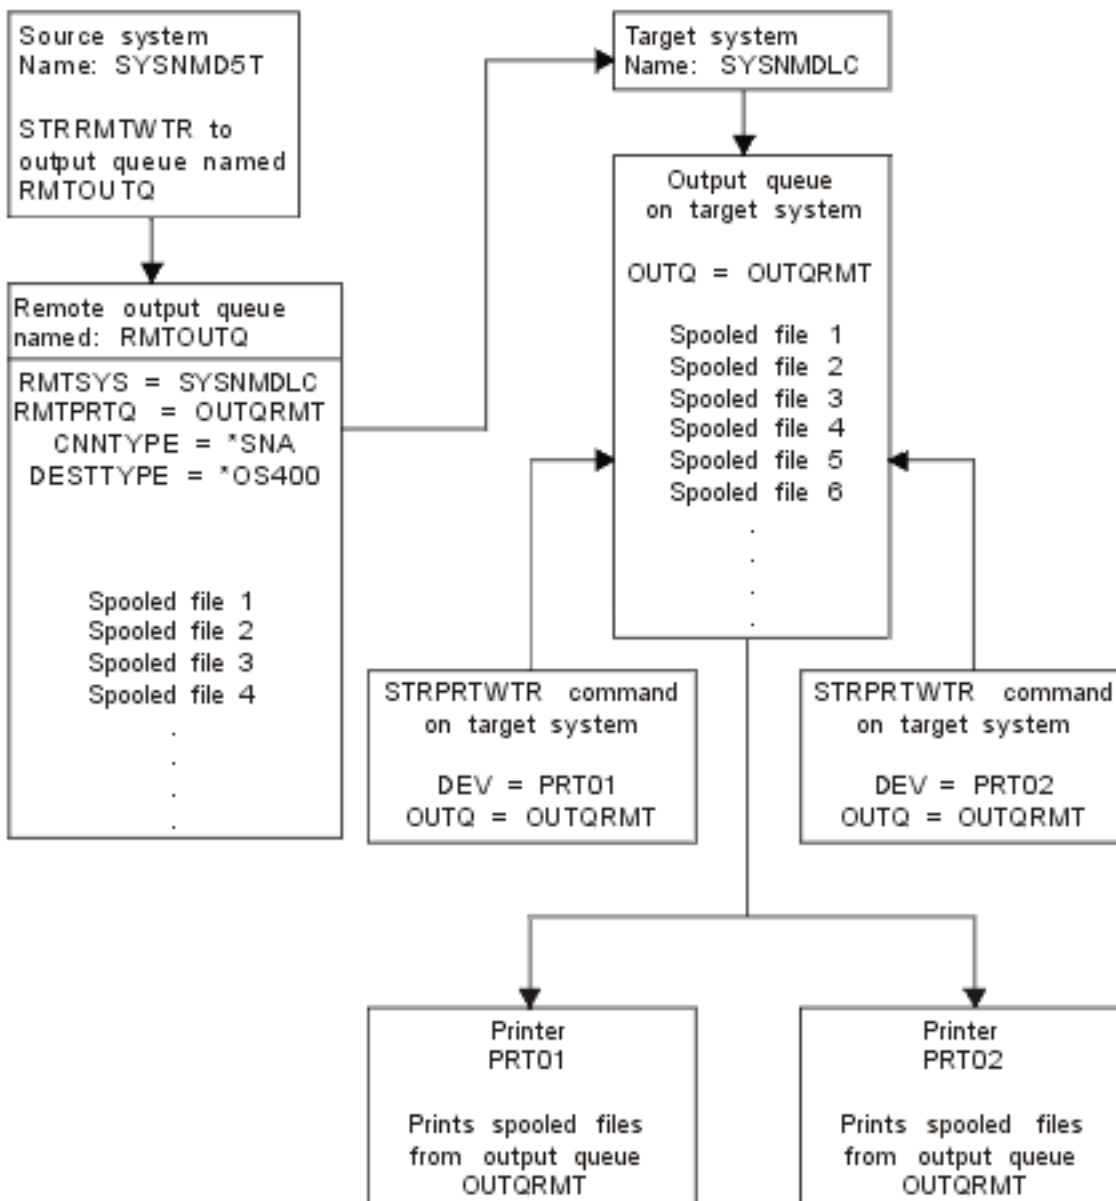 Source system
Name: SYSNMD5T
STRRMTWTR to
output queue named
RMTOUTQ
Remote output queue
named: RMTOUTQ
RMTSYS = SYSNMDLC
RMTPRTQ = OUTQRMT
CNNTYPE = *SNA
DESTTYPE = *OS400
Spooled file 1
Spooled file 2
Spooled file 3
Spooled file 4
.
.
.
.
Target system
Name: SYSNMDLC
Output queue
on target system
OUTQ = OUTQRMT
Spooled file 1
Spooled file 2
Spooled file 3
Spooled file 4
Spooled file 5
Spooled file 6
.
.
.
.
STRPRTWTR command
on target system
DEV = PRT01
OUTQ = OUTQRMT
STRPRTWTR command
on target system
DEV = PRT02
OUTQ = OUTQRMT
Printer
PRT01
Prints spooled files
from output queue
OUTQRMT
Printer
PRT02
Prints spooled files
from output queue
OUTQRMT